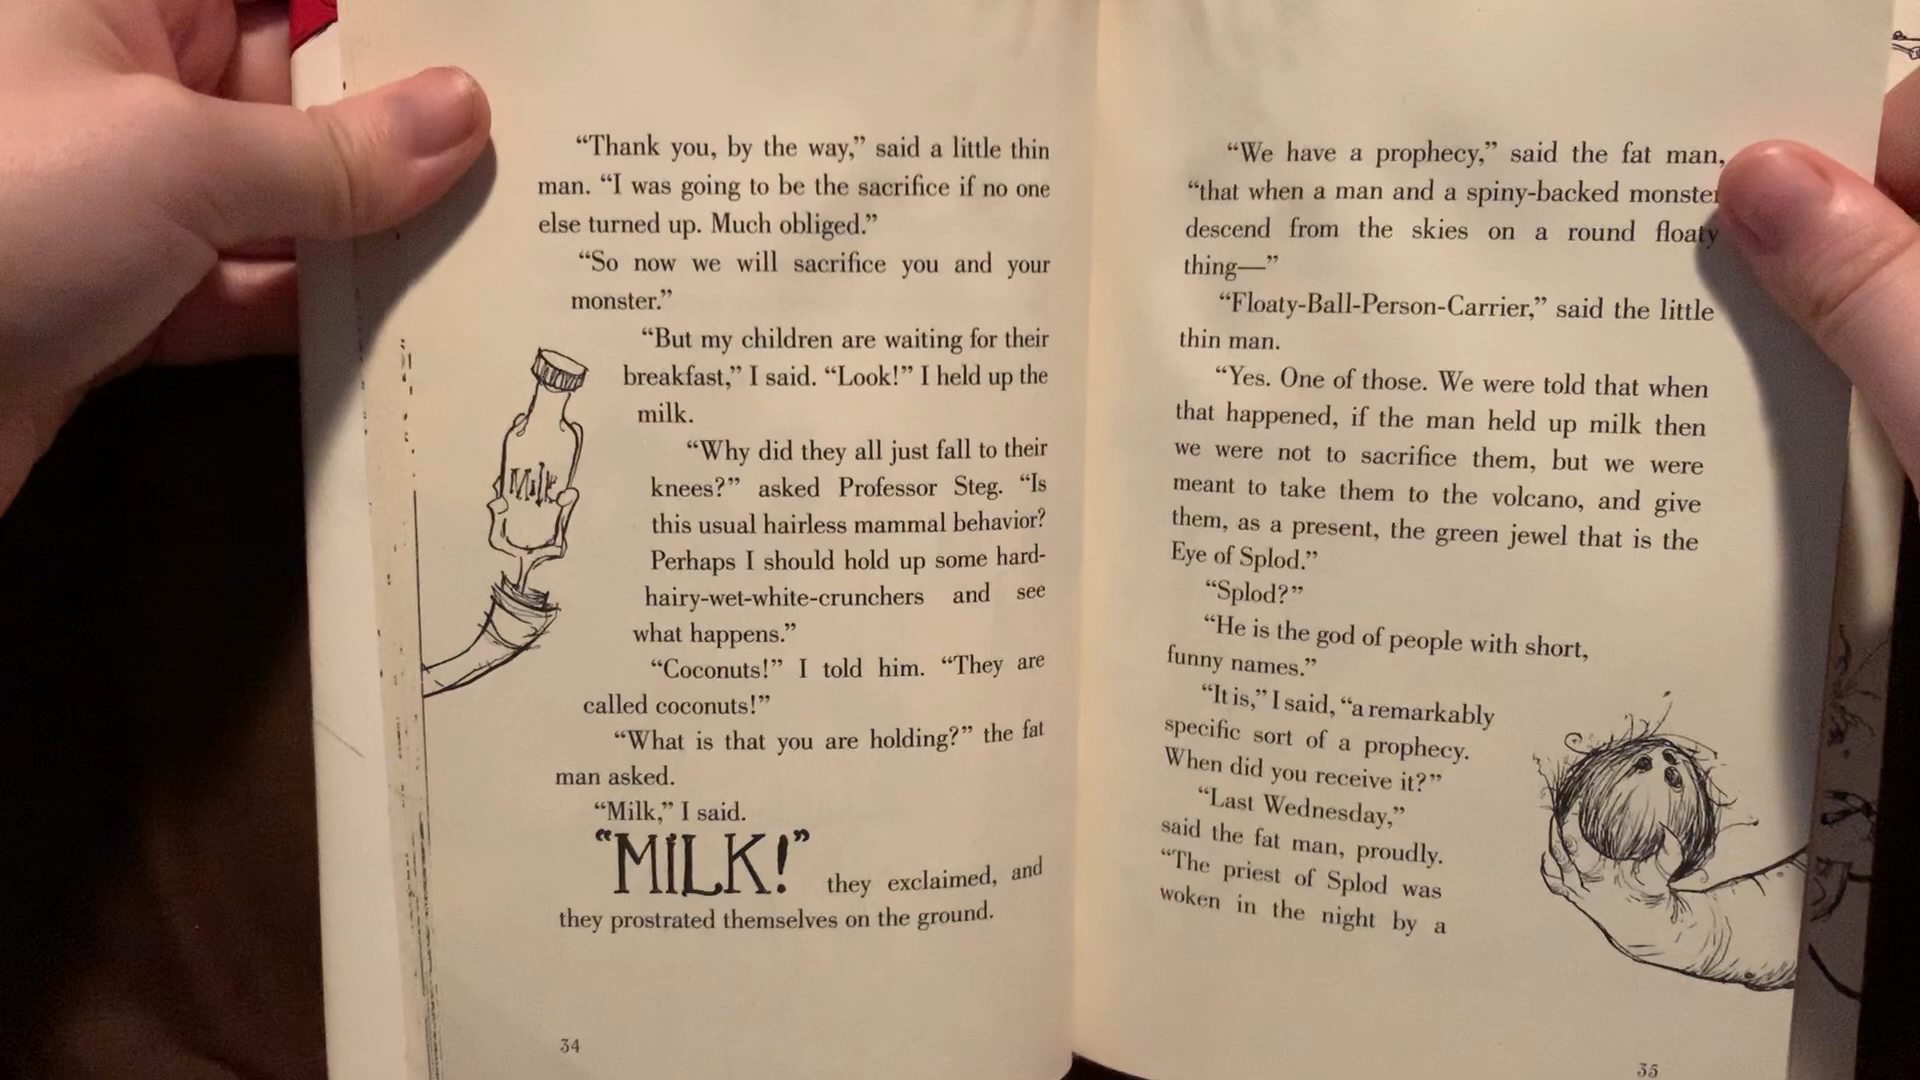 “Thank you, by the way,” said a little thin
man. “I was going to be the sacrifice if no one
else turned up. Much obliged.”
“So now we will sacrifice you and your
monster.”
“But my children are waiting for their
breakfast,” I said. “Look!” I held up the
milk.
“Why did they all just fall to their
knees?” asked Professor Steg. “Is
this usual hairless mammal behavior?
Perhaps I should hold up some hard-
hairy-wet-white-crunchers and see
what happens.”
“Coconuts!” I told him. “They are
called coconuts!”
“What is that you are holding?” the fat
man asked.
“Milk,” I said.
“MILK!” they exclaimed, and
they prostrated themselves on the ground.
Milk
34
“We have a prophecy,” said the fat man,
“that when a man and a spiny-backed monster
descend from the skies on a round floaty
thing—”
“Floaty-Ball-Person-Carrier,” said the little
thin man.
“Yes. One of those. We were told that when
that happened, if the man held up milk then
we were not to sacrifice them, but we were
meant to take them to the volcano, and give
them, as a present, the green jewel that is the
Eye of Splod.”
“Splod?”
“He is the god of people with short,
funny names.”
“It is,” I said, “a remarkably
specific sort of a prophecy.
When did you receive it?”
“Last Wednesday,”
said the fat man, proudly.
“The priest of Splod was
woken in the night by a
35